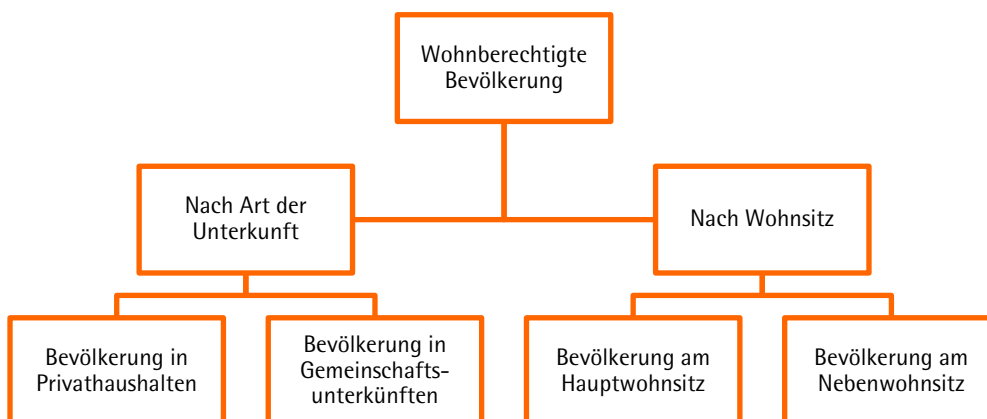 Wohnberechtigte
Bevölkerung
Nach Art der
Unterkunft
Nach Wohnsitz
Bevölkerung in
Privathaushalten
Bevölkerung in
Gemeinschafts-
unterkünften
Bevölkerung am
Hauptwohnsitz
Bevölkerung am
Nebenwohnsitz